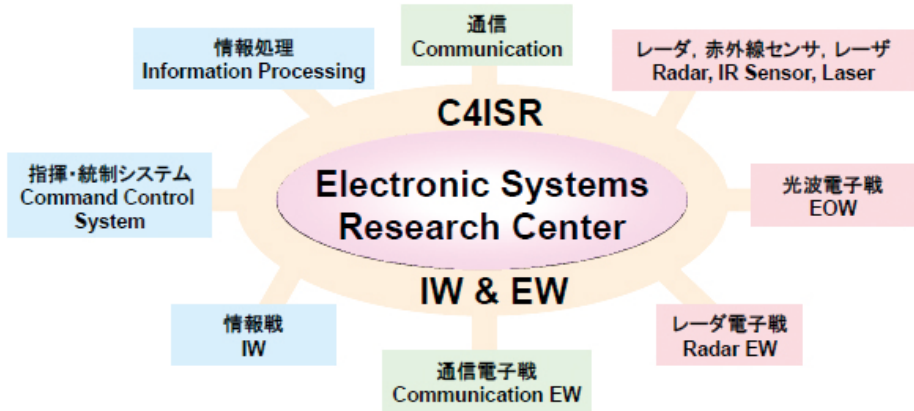 通信
Communication
情報処理
Information Processing
レーダ, 赤外線センサ, レーザ
Radar, IR Sensor, Laser
C4ISR
指揮・統制システム
Command Control
System
Electronic Systems
Research Center
光波電子戦
EOW
IW & EW
情報戦
IW
レーダ電子戦
Radar EW
通信電子戦
Communication EW